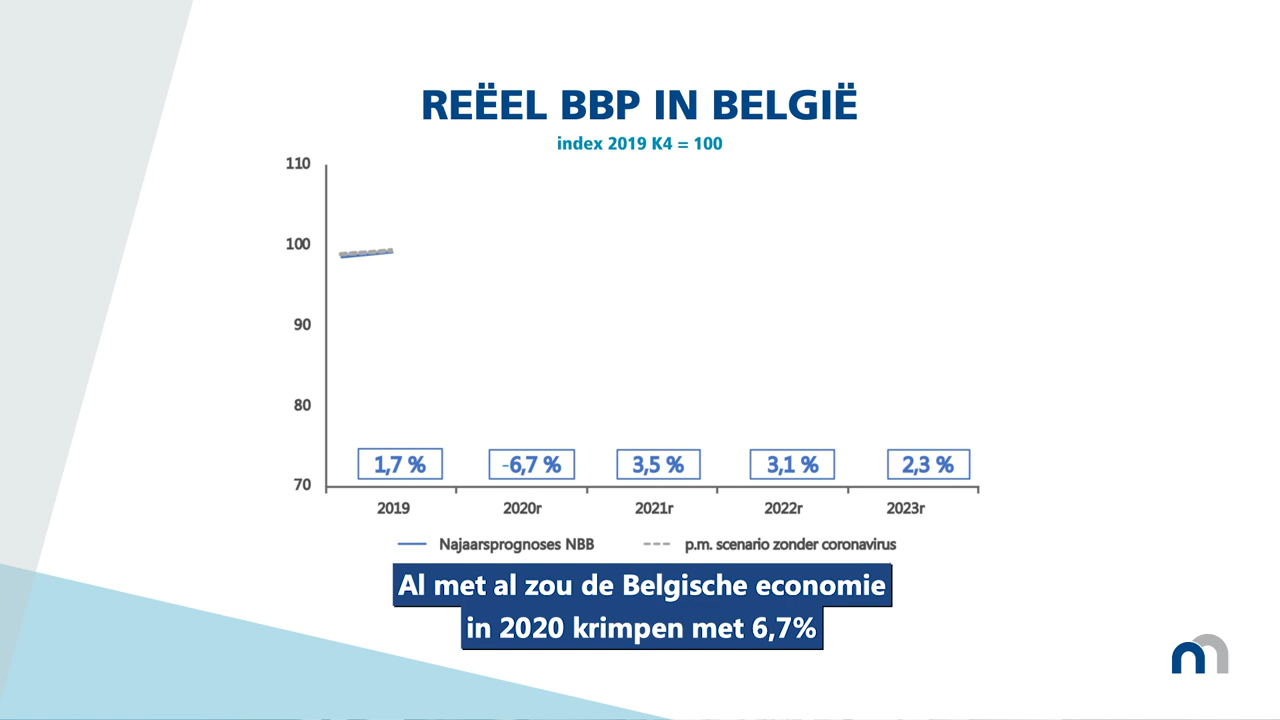 REËEL BBP IN BELGIË
index 2019 K4 = 100
110
100
90
80
70
1,7 %
-6,7 %
3,5 %
3,1 %
2,3 %
2019
2020r
2021r
2022r
2023r
Najaarsprognoses NBB
p.m. scenario zonder coronavirus
Al met al zou de Belgische economie
in 2020 krimpen met 6,7%